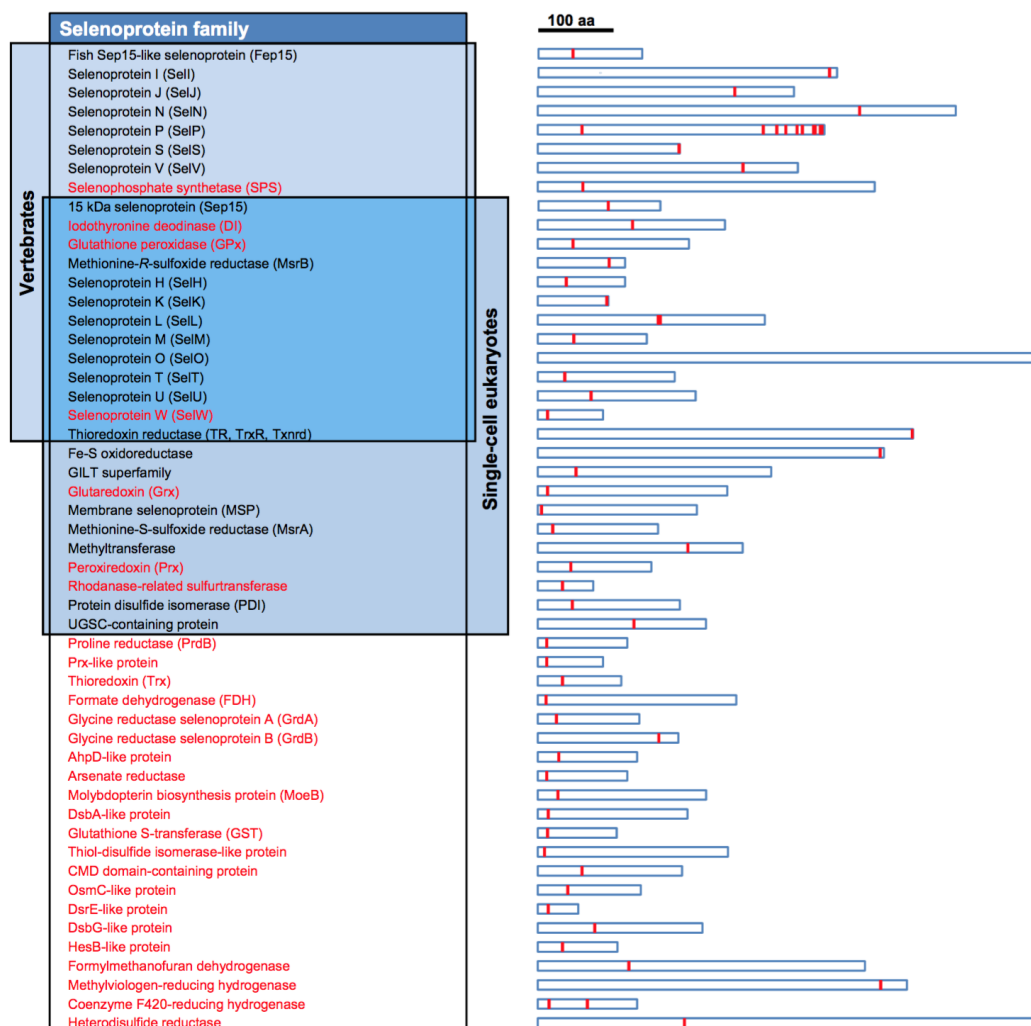 Selenoprotein family
100 aa
Fish Sep15-like selenoprotein (Fep15)
Selenoprotein I (SelI)
Selenoprotein J (SelJ)
Selenoprotein N (SelN)
Selenoprotein P (SelP)
Selenoprotein S (SelS)
Selenoprotein V (SelV)
Selenophosphate synthetase (SPS)
15 kDa selenoprotein (Sep15)
Iodothyronine deodinase (DI)
Glutathione peroxidase (GPx)
Methionine-R-sulfoxide reductase (MsrB)
Selenoprotein H (SelH)
Selenoprotein K (SelK)
Selenoprotein L (SelL)
Selenoprotein M (SelM)
Selenoprotein O (SelO)
Selenoprotein T (SelT)
Selenoprotein U (SelU)
Selenoprotein W (SelW)
Thioredoxin reductase (TR, TrxR, Txnrd)
Fe-S oxidoreductase
GILT superfamily
Glutaredoxin (Grx)
Membrane selenoprotein (MSP)
Methionine-S-sulfoxide reductase (MsrA)
Methyltransferase
Peroxiredoxin (Prx)
Rhodanase-related sulfurtransferase
Protein disulfide isomerase (PDI)
UGSC-containing protein
Proline reductase (PrdB)
Prx-like protein
Thioredoxin (Trx)
Formate dehydrogenase (FDH)
Glycine reductase selenoprotein A (GrdA)
Glycine reductase selenoprotein B (GrdB)
AhpD-like protein
Arsenate reductase
Molybdopterin biosynthesis protein (MoeB)
DsbA-like protein
Glutathione S-transferase (GST)
Thiol-disulfide isomerase-like protein
CMD domain-containing protein
OsmC-like protein
DsrE-like protein
DsbG-like protein
HesB-like protein
Formylmethanofuran dehydrogenase
Methylviologen-reducing hydrogenase
Coenzyme F420-reducing hydrogenase
Heterodisulfide reductase
Vertebrates
Single-cell eukaryotes